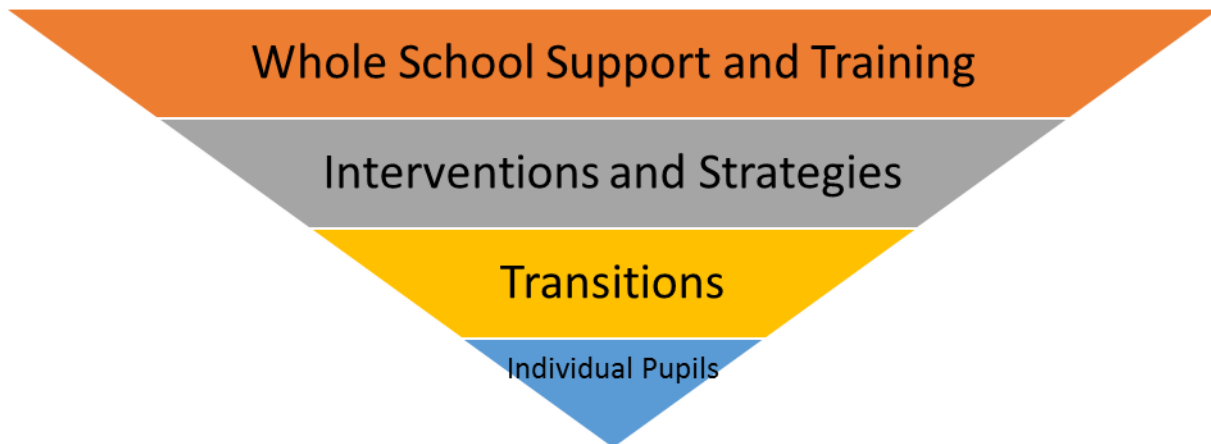 Whole School Support and Training
Interventions and Strategies
Transitions
Individual Pupils